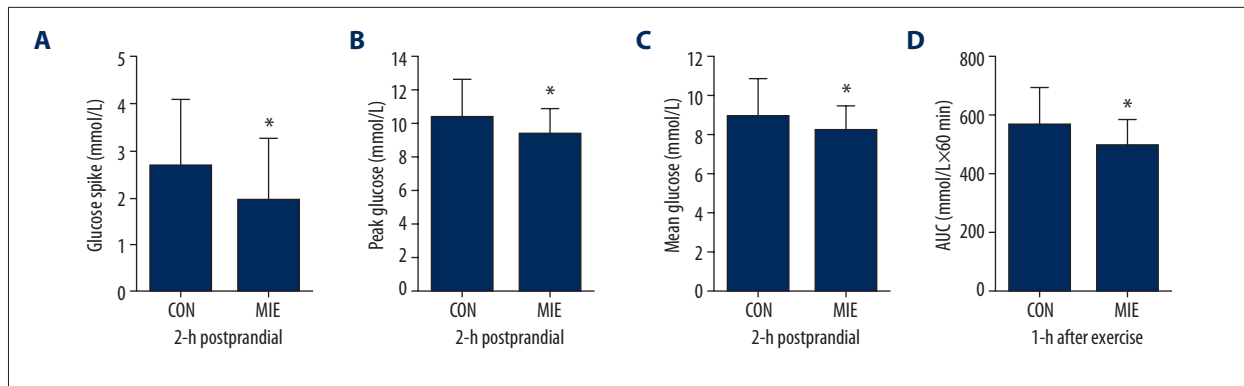 A
Glucose spike (mmol/L)
5
4
3
2
1
0
*
CON MIE
2-h postprandial
B
Peak glucose (mmol/L)
14
12
10
8
6
4
2
0
*
CON MIE
2-h postprandial
C
Mean glucose (mmol/L)
12
10
8
6
4
2
0
*
CON MIE
2-h postprandial
D
AUC (mmol/L×60 min)
800
600
400
200
0
*
CON MIE
1-h after exercise